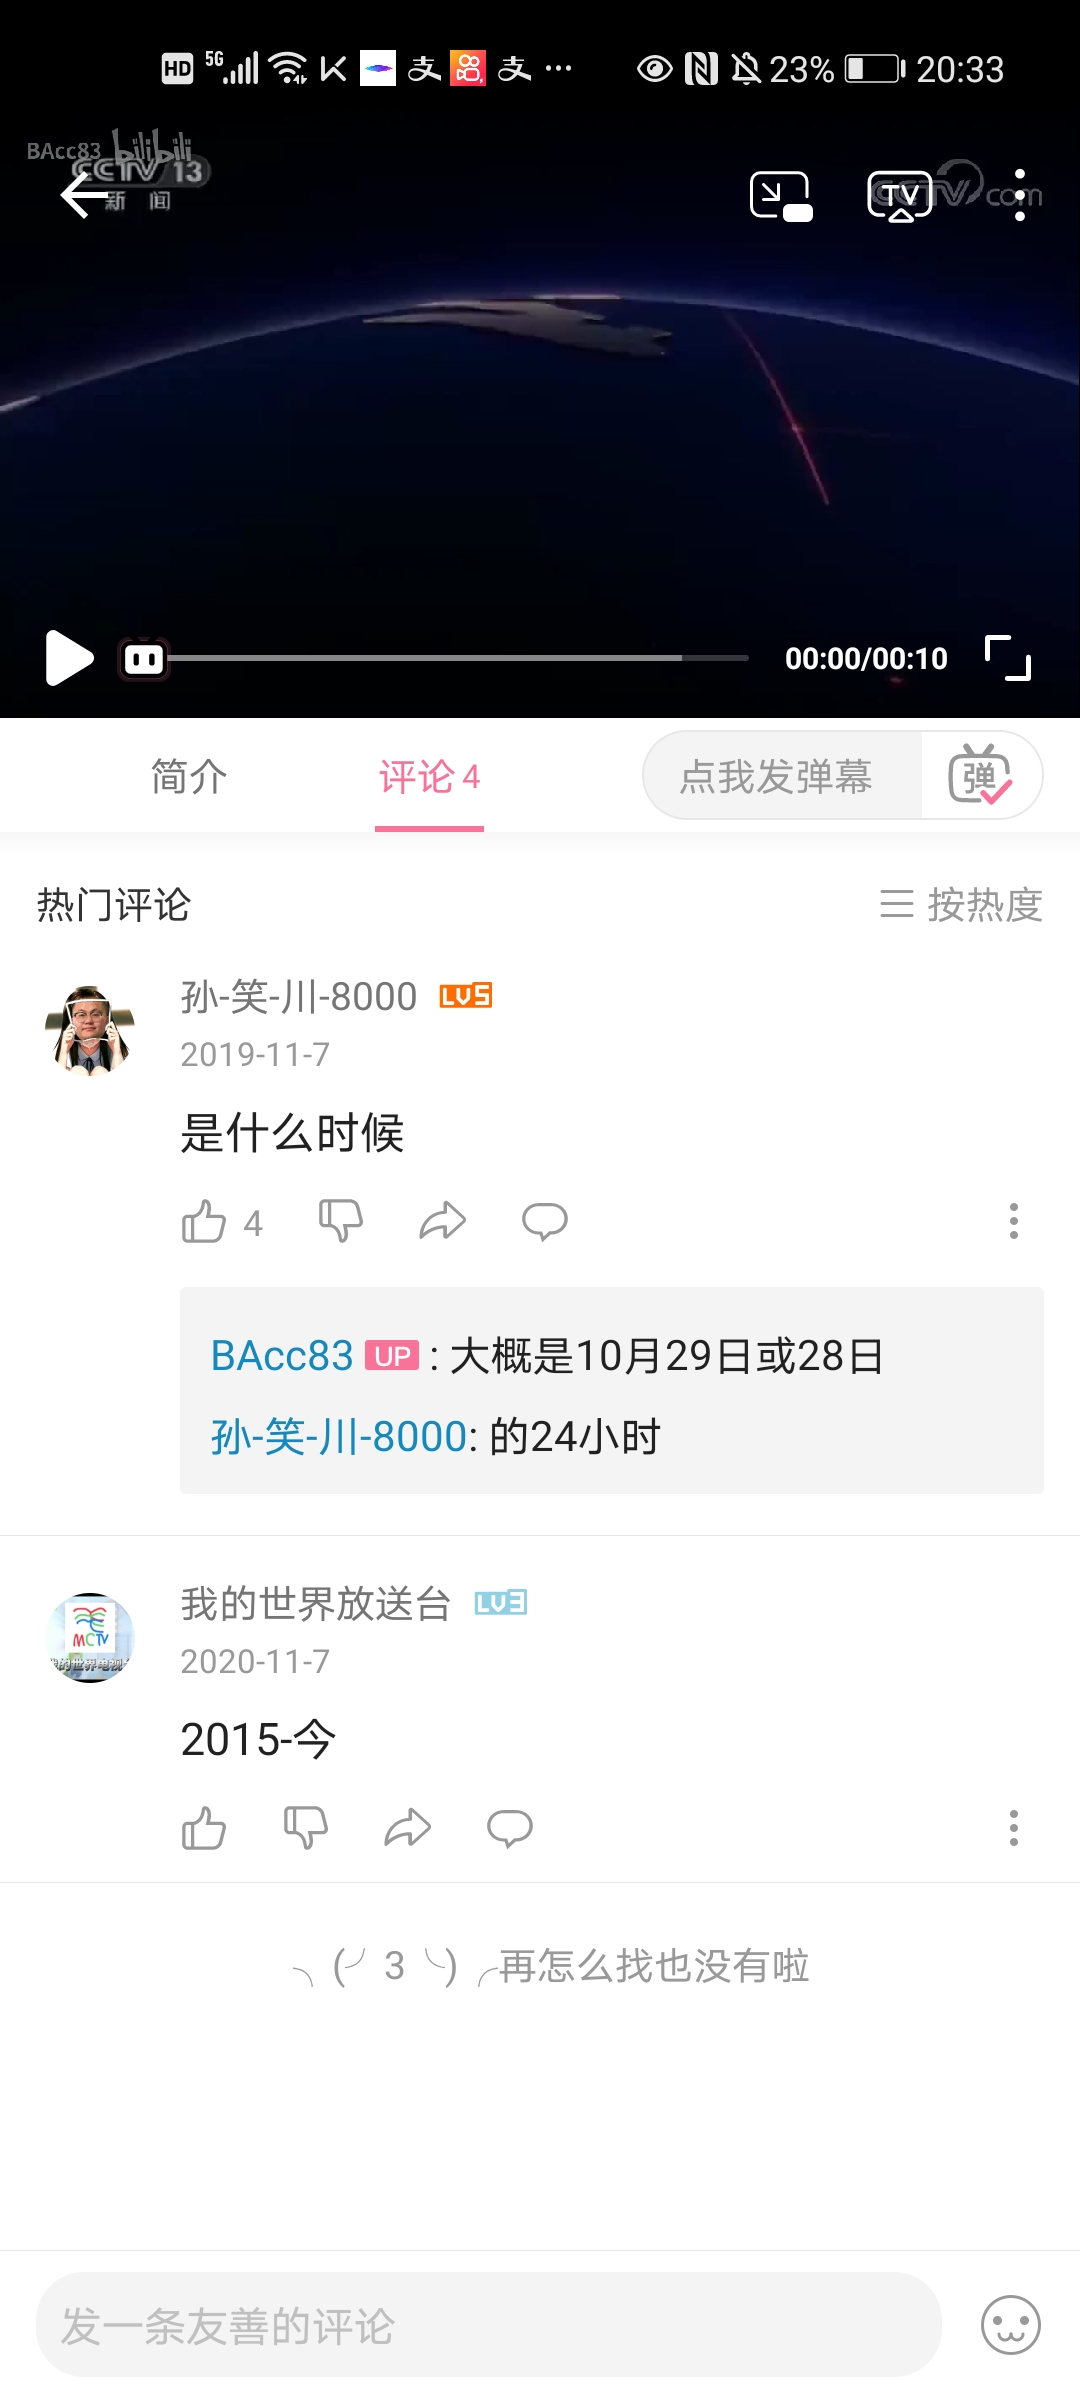 HD 5G 支 支 ··· 23% 20:33
BAcc83 bilibili
CCTV 13
新闻
TV
CCTV.com
00:00/00:10
简介
评论 4
点我发弹幕
弹
热门评论
按热度
孙-笑-川-8000 LV5
2019-11-7
是什么时候
4
BAcc83 UP : 大概是10月29日或28日
孙-笑-川-8000: 的24小时
我的世界放送台 LV3
MCTV
2020-11-7
2015-今
╮(╯3╰)╭再怎么找也没有啦
发一条友善的评论